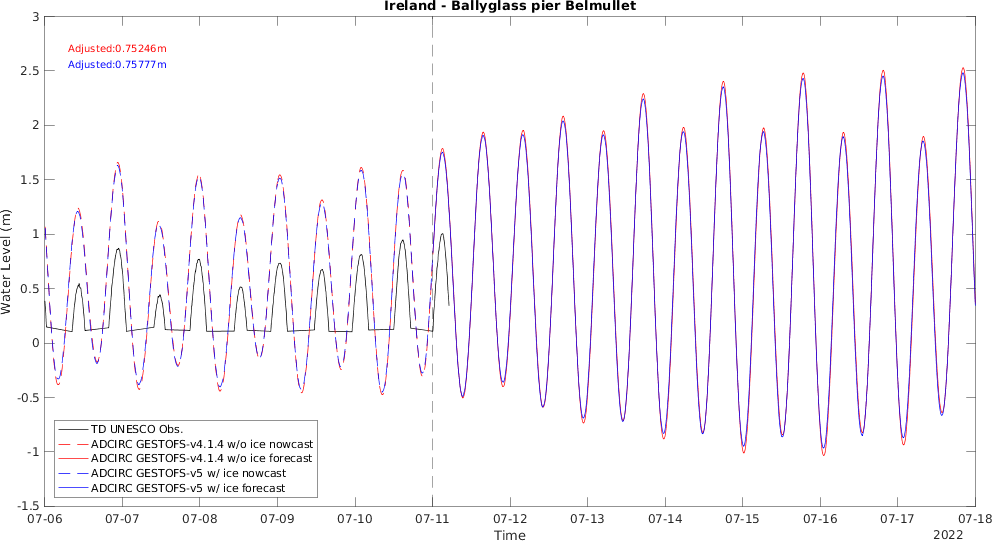 Ireland - Ballyglass pier Belmullet
Adjusted:0.75246m
Adjusted:0.75777m
Water Level (m)
3
2.5
2
1.5
1
0.5
0
-0.5
-1
-1.5
TD UNESCO Obs.
ADCIRC GESTOFS-v4.1.4 w/o ice nowcast
ADCIRC GESTOFS-v4.1.4 w/o ice forecast
ADCIRC GESTOFS-v5 w/ ice nowcast
ADCIRC GESTOFS-v5 w/ ice forecast
07-06 07-07 07-08 07-09 07-10 07-11 07-12 07-13 07-14 07-15 07-16 07-17 07-18
Time
2022